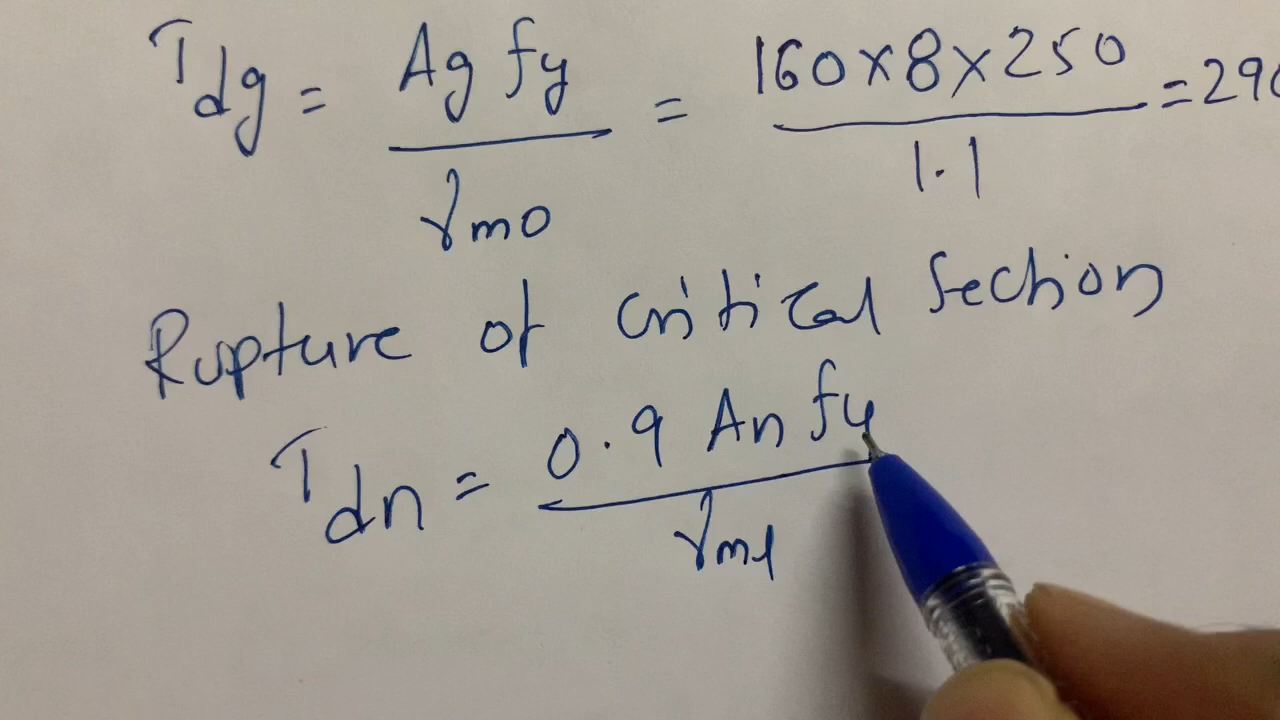 Tdg = Ag fy / γm0 = 160×8×250 / 1.1 = 290
Rupture of critical Section
Tdn = 0.9 An fy / γm1